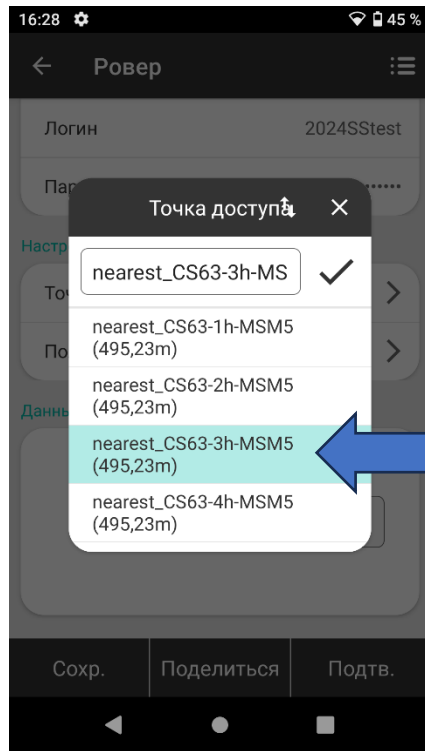 16:28 45 %
Ровер
Логин 2024SStest
Точка доступа
nearest_CS63-3h-MS
nearest_CS63-1h-MSM5
(495,23m)
nearest_CS63-2h-MSM5
(495,23m)
nearest_CS63-3h-MSM5
(495,23m)
nearest_CS63-4h-MSM5
(495,23m)
Сохр. Поделиться Подтв.